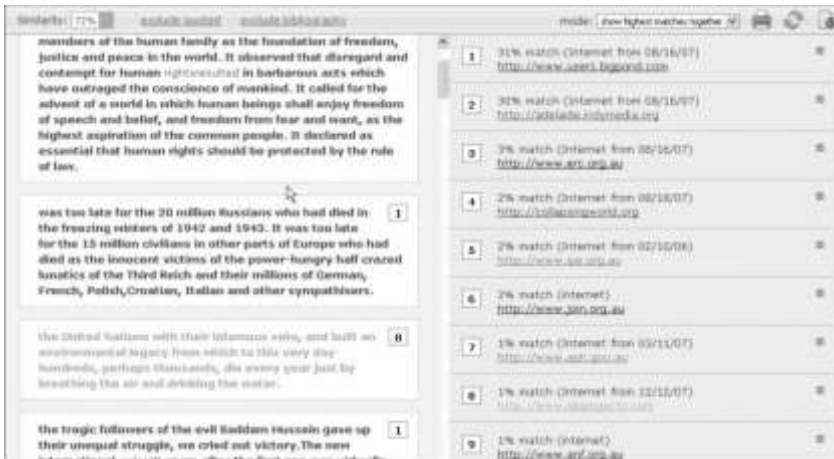 Similarity: 72% exclude quoted exclude bibliography mode: show highest matches together
members of the human family as the foundation of freedom,
justice and peace in the world. It observed that disregard and
contempt for human rightsresulted in barbarous acts which
have outraged the conscience of mankind. It called for the
advent of a world in which human beings shall enjoy freedom
of speech and belief, and freedom from fear and want, as the
highest aspiration of the common people. It declared as
essential that human rights should be protected by the rule
of law.
was too late for the 20 million Russians who had died in 1
the freezing winters of 1942 and 1943. It was too late
for the 15 million civilians in other parts of Europe who had
died as the innocent victims of the power-hungry half crazed
lunatics of the Third Reich and their millions of German,
French, Polish,Croatian, Italian and other sympathisers.
the United Nations with their infamous veto, and built an 8
environmental legacy from which to this very day
hundreds, perhaps thousands, die every year just by
breathing the air and drinking the water.
the tragic followers of the evil Saddam Hussein gave up 1
their unequal struggle, we cried out victory.The new
1 31% match (Internet from 08/16/07)
http://www.users.bigpond.com
2 30% match (Internet from 08/16/07)
http://adelaide.indymedia.org
3 3% match (Internet from 08/16/07)
http://www.arc.org.au
4 2% match (Internet from 08/18/07)
http://collapsingworld.org
5 2% match (Internet from 02/10/06)
6 2% match (Internet)
7 1% match (Internet from 03/11/07)
http://www.aph.gov.au
8 1% match (Internet from 12/12/07)
9 1% match (Internet)
http://www.anf.org.au